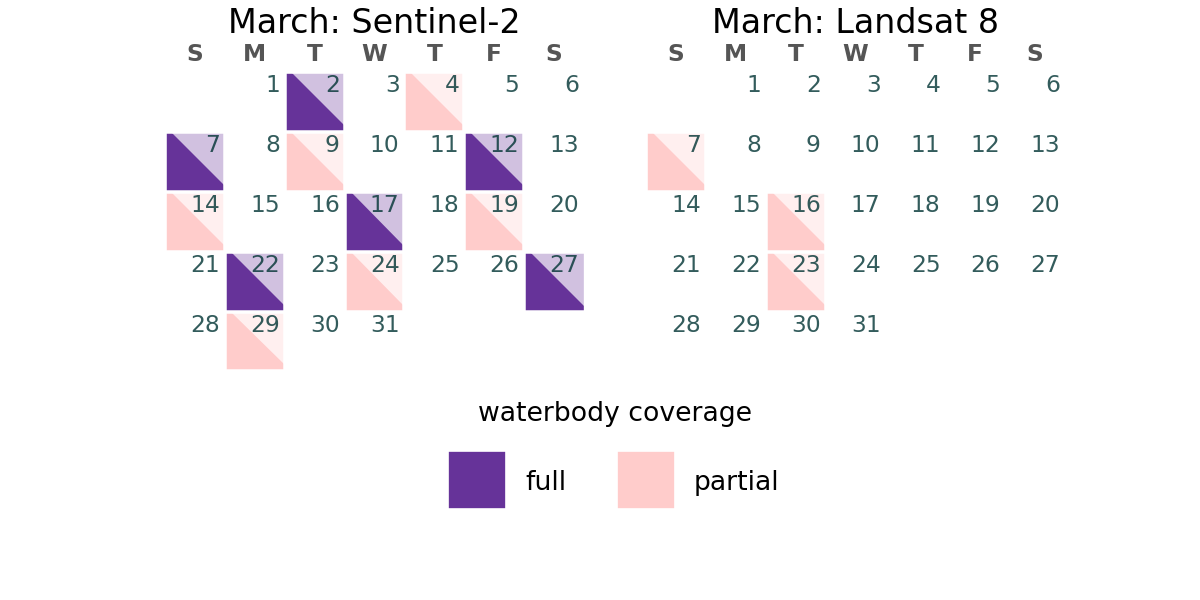 March: Sentinel-2
S M T W T F S
1 2 3 4 5 6
7 8 9 10 11 12 13
14 15 16 17 18 19 20
21 22 23 24 25 26 27
28 29 30 31
March: Landsat 8
S M T W T F S
1 2 3 4 5 6
7 8 9 10 11 12 13
14 15 16 17 18 19 20
21 22 23 24 25 26 27
28 29 30 31
waterbody coverage
full
partial